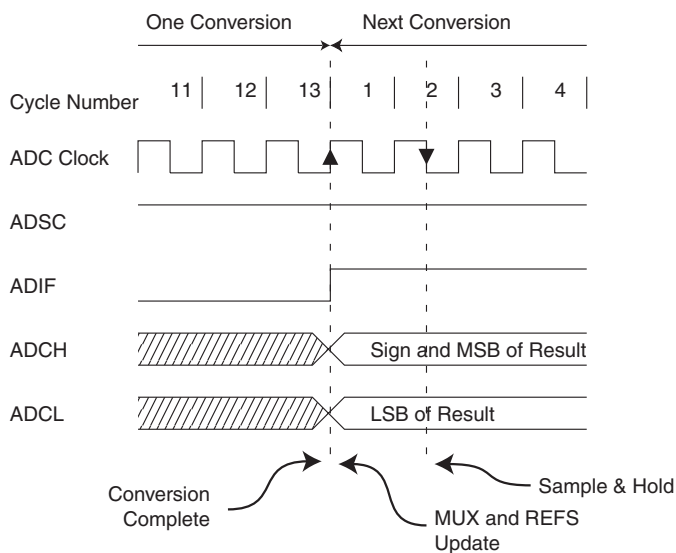 One Conversion Next Conversion
Cycle Number 11 12 13 1 2 3 4
ADC Clock
ADSC
ADIF
ADCH Sign and MSB of Result
ADCL LSB of Result
Conversion
Complete
MUX and REFS
Update
Sample & Hold